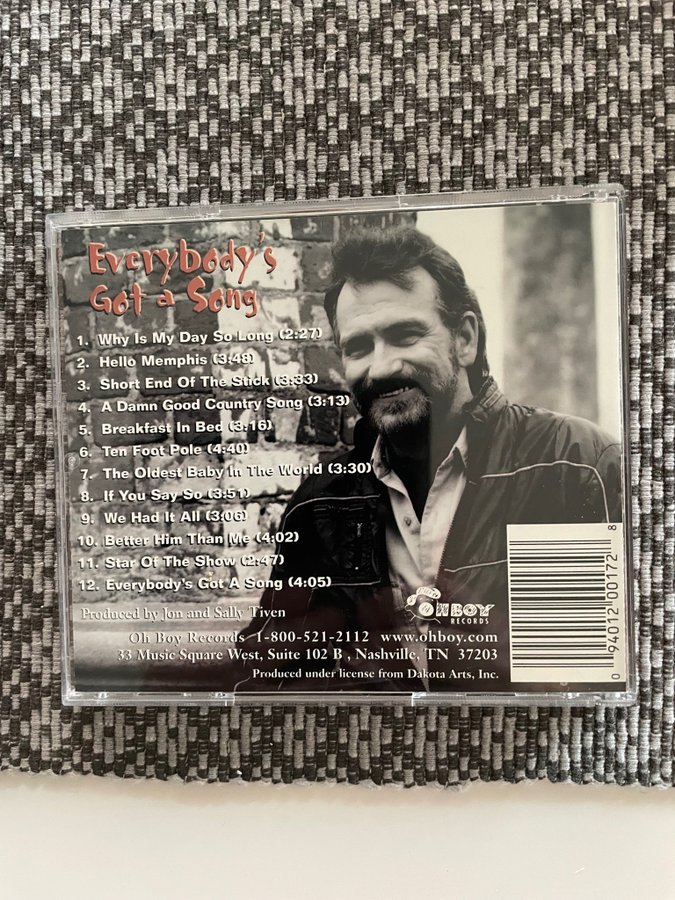 Everybody's
Got a Song
1. Why Is My Day So Long (2:27)
2. Hello Memphis (3:48)
3. Short End Of The Stick (3:33)
4. A Damn Good Country Song (3:13)
5. Breakfast In Bed (3:16)
6. Ten Foot Pole (4:40)
7. The Oldest Baby In The World (3:30)
8. If You Say So (3:51)
9. We Had It All (3:06)
10. Better Him Than Me (4:02)
11. Star Of The Show (2:47)
12. Everybody's Got A Song (4:05)
Produced by Jon and Sally Tiven
OH BOY
RECORDS
Oh Boy Records 1-800-521-2112 www.ohboy.com
33 Music Square West, Suite 102 B , Nashville, TN 37203
Produced under license from Dakota Arts, Inc.
0 94012 00172 8